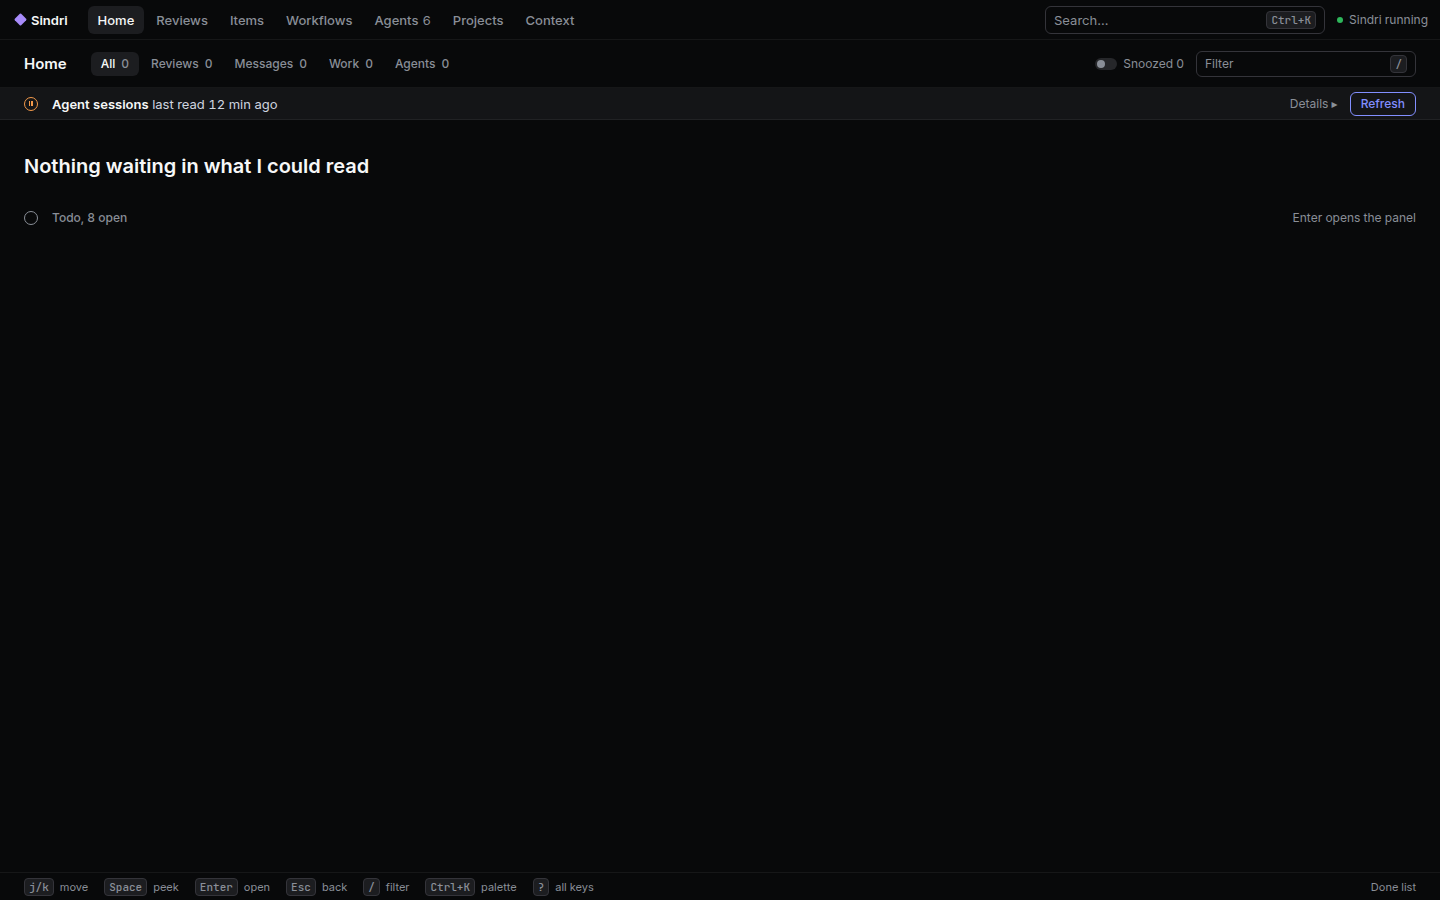 Sindri Home Reviews Items Workflows Agents 6 Projects Context Search... Ctrl+K Sindri running
Home All 0 Reviews 0 Messages 0 Work 0 Agents 0 Snoozed 0 Filter /
Agent sessions last read 12 min ago Details ▸ Refresh
Nothing waiting in what I could read
Todo, 8 open Enter opens the panel
j/k move Space peek Enter open Esc back / filter Ctrl+K palette ? all keys Done list